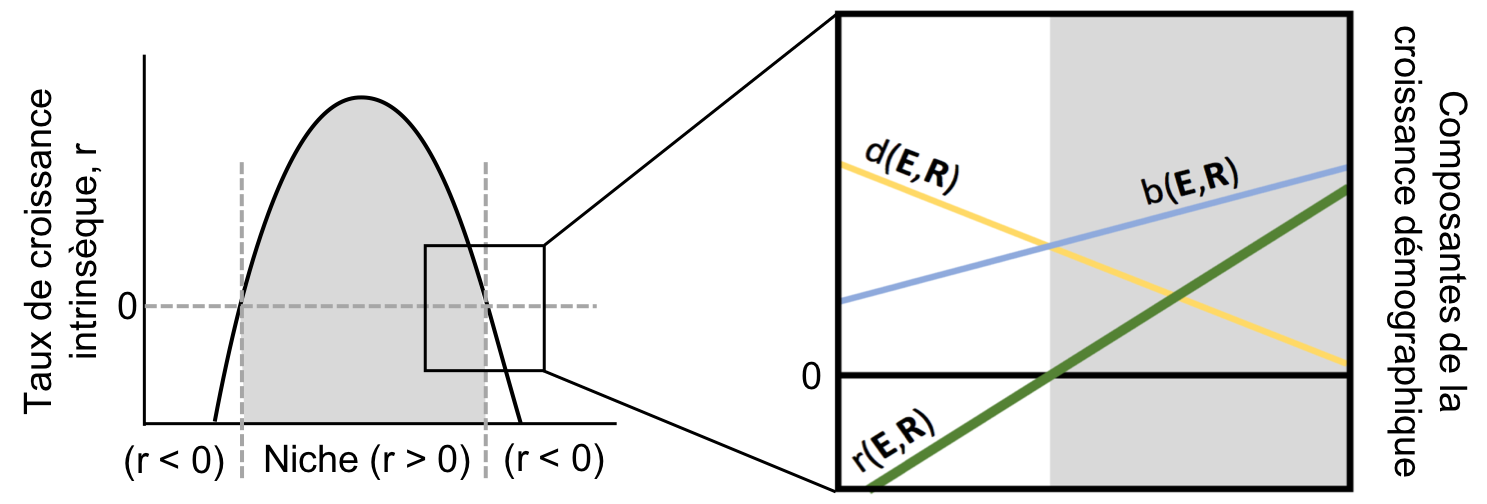 Taux de croissance
intrinsèque, r
0
(r < 0)
Niche (r > 0)
(r < 0)
d(E,R)
b(E,R)
0
r(E,R)
Composantes de la
croissance démographique